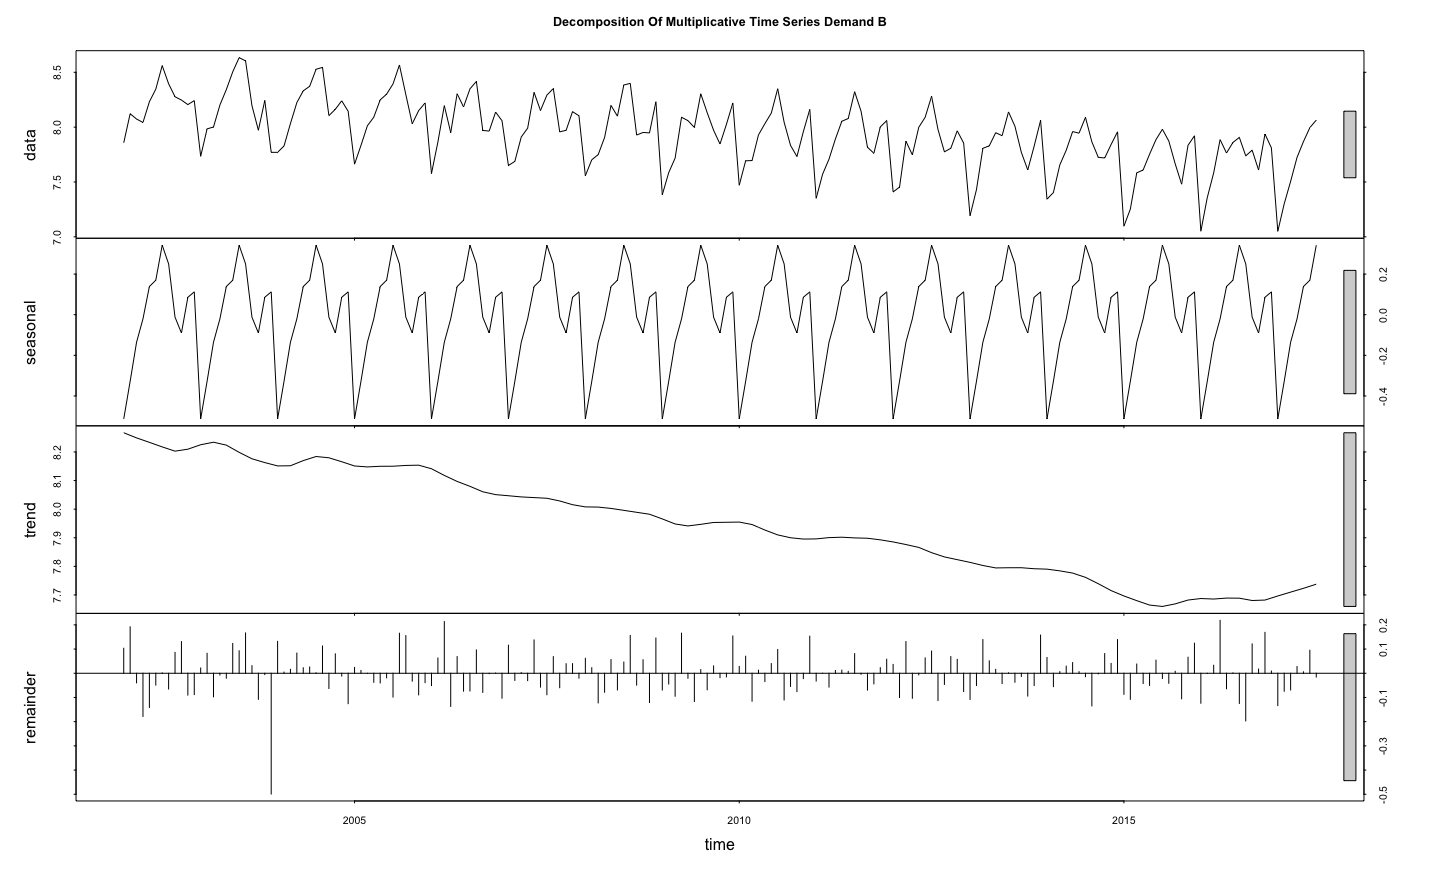 Decomposition Of Multiplicative Time Series Demand B
data
7.0 7.5 8.0 8.5
seasonal
-0.4 -0.2 0.0 0.2
trend
7.7 7.8 7.9 8.0 8.1 8.2
remainder
-0.5 -0.3 -0.1 0.1 0.2
2005 2010 2015
time